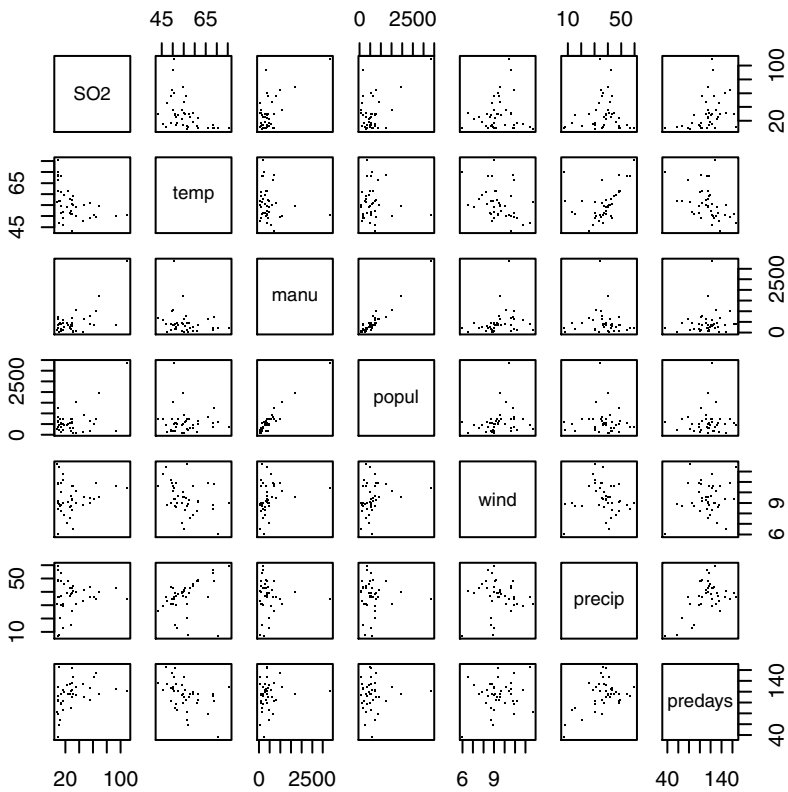 45 65 0 2500 10 50
SO2 20 100
45 65 temp
manu 0 2500
0 2500 popul
wind 6 9
10 50 precip
predays 40 140
20 100 0 2500 6 9 40 140